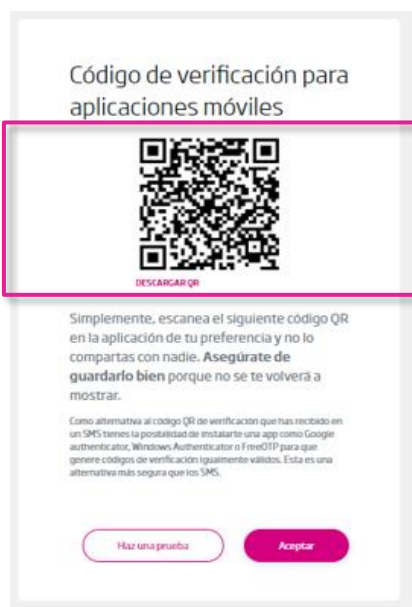 Código de verificación para
aplicaciones móviles
DESCARGAR QR
Simplemente, escanea el siguiente código QR
en la aplicación de tu preferencia y no lo
compartas con nadie. Asegúrate de
guardarlo bien porque no se te volverá a
mostrar.
Como alternativa al código QR de verificación que has recibido en
un SMS tienes la posibilidad de instalarte una app como Google
authenticator, Windows Authenticator o FreeOTP para que
genere códigos de verificación igualmente válidos. Esta es una
alternativa más segura que los SMS.
Haz una prueba
Aceptar